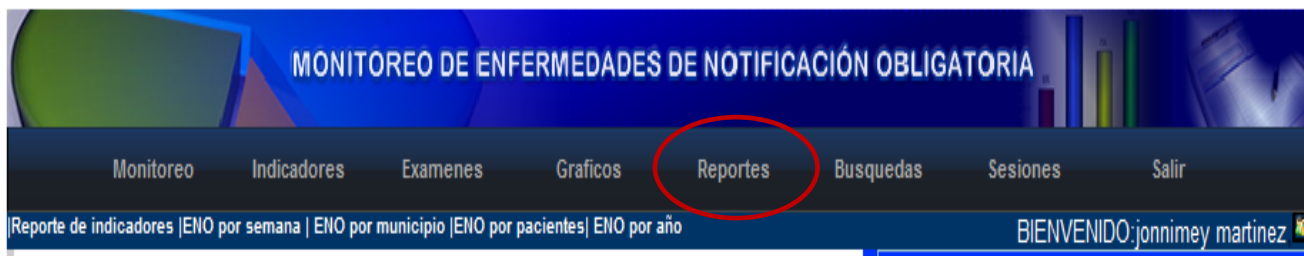 MONITOREO DE ENFERMEDADES DE NOTIFICACIÓN OBLIGATORIA
Monitoreo Indicadores Examenes Graficos Reportes Busquedas Sesiones Salir
|Reporte de indicadores |ENO por semana | ENO por municipio |ENO por pacientes| ENO por año
BIENVENIDO:jonnimey martinez